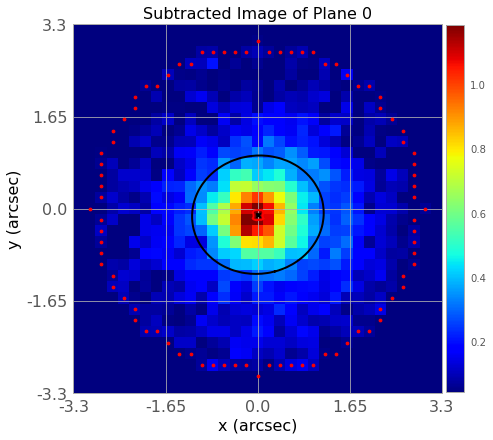 Subtracted Image of Plane 0
3.3
1.65
0.0
-1.65
-3.3
y (arcsec)
-3.3 -1.65 0.0 1.65 3.3
x (arcsec)
1.0
0.8
0.6
0.4
0.2